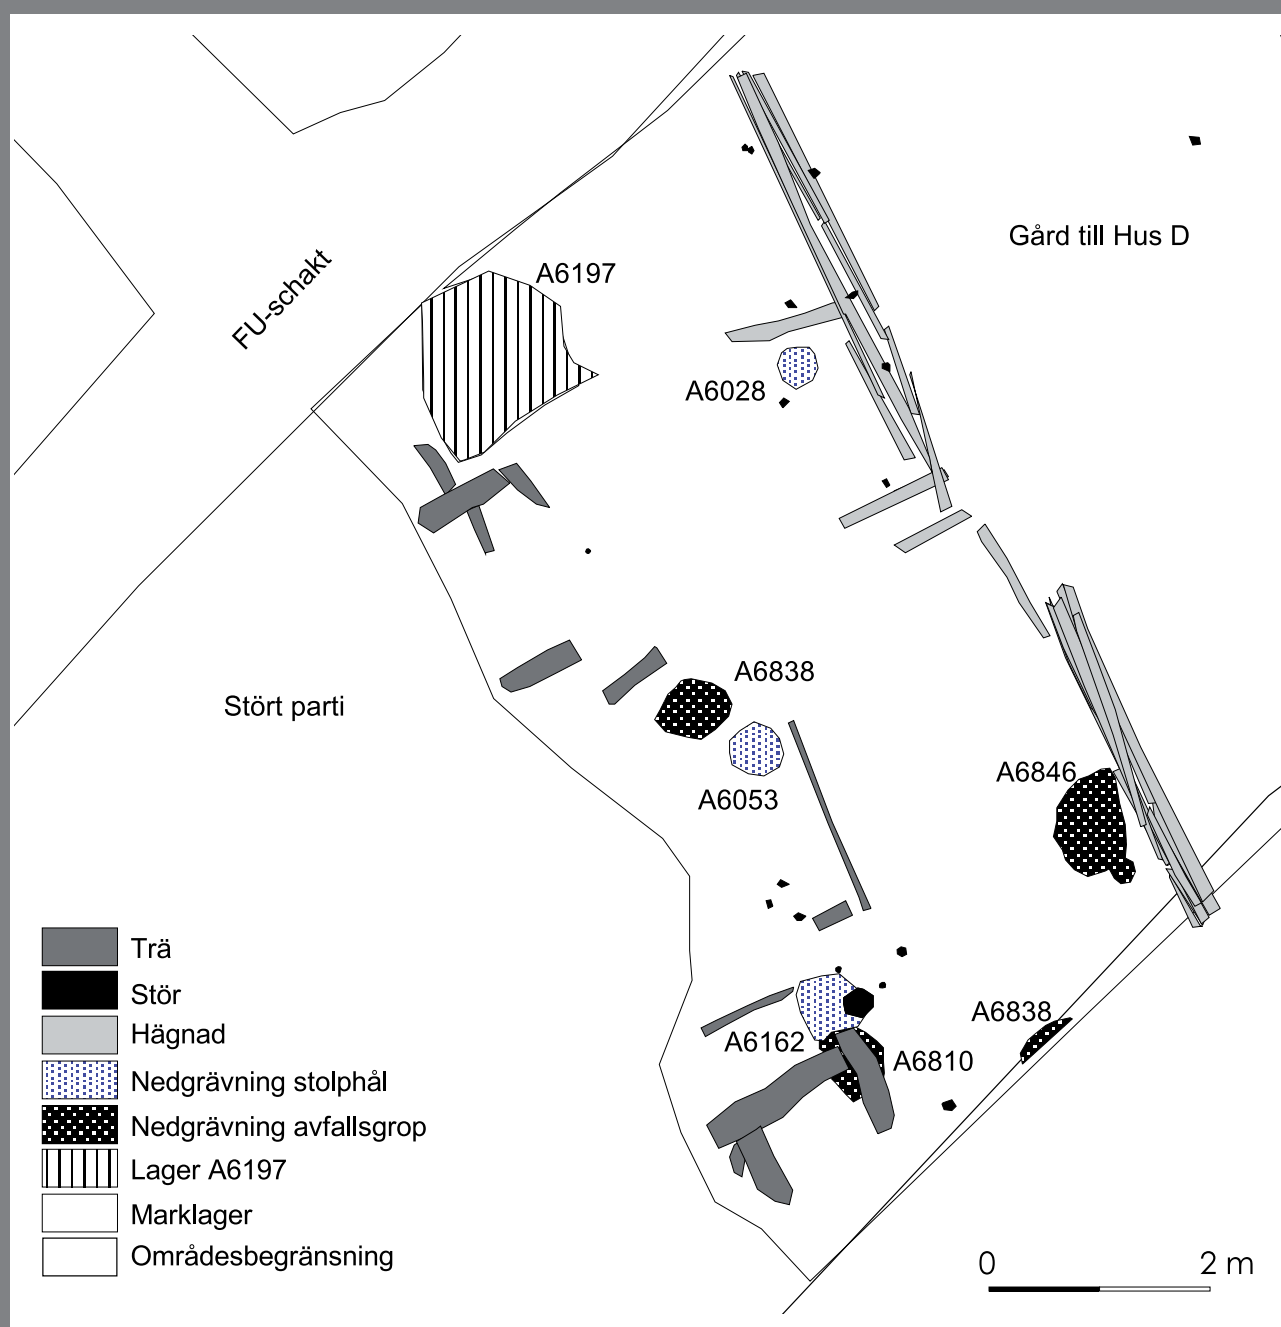 Gård till Hus D
A6197
FU-schakt
A6028
A6838
Stört parti
A6846
A6053
A6838
A6162
A6810
Trä
Stör
Hägnad
Nedgrävning stolphål
Nedgrävning avfallsgrop
Lager A6197
Marklager
Områdesbegränsning
0 2 m